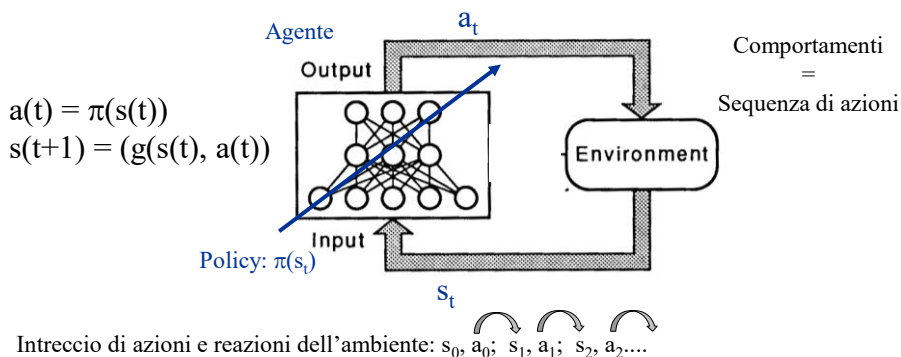 Agente
a_t
Output
Comportamenti
=
Sequenza di azioni
a(t) = π(s(t))
s(t+1) = (g(s(t), a(t))
Environment
Input
Policy: π(s_t)
s_t
Intreccio di azioni e reazioni dell'ambiente: s_0, a_0; s_1, a_1; s_2, a_2....